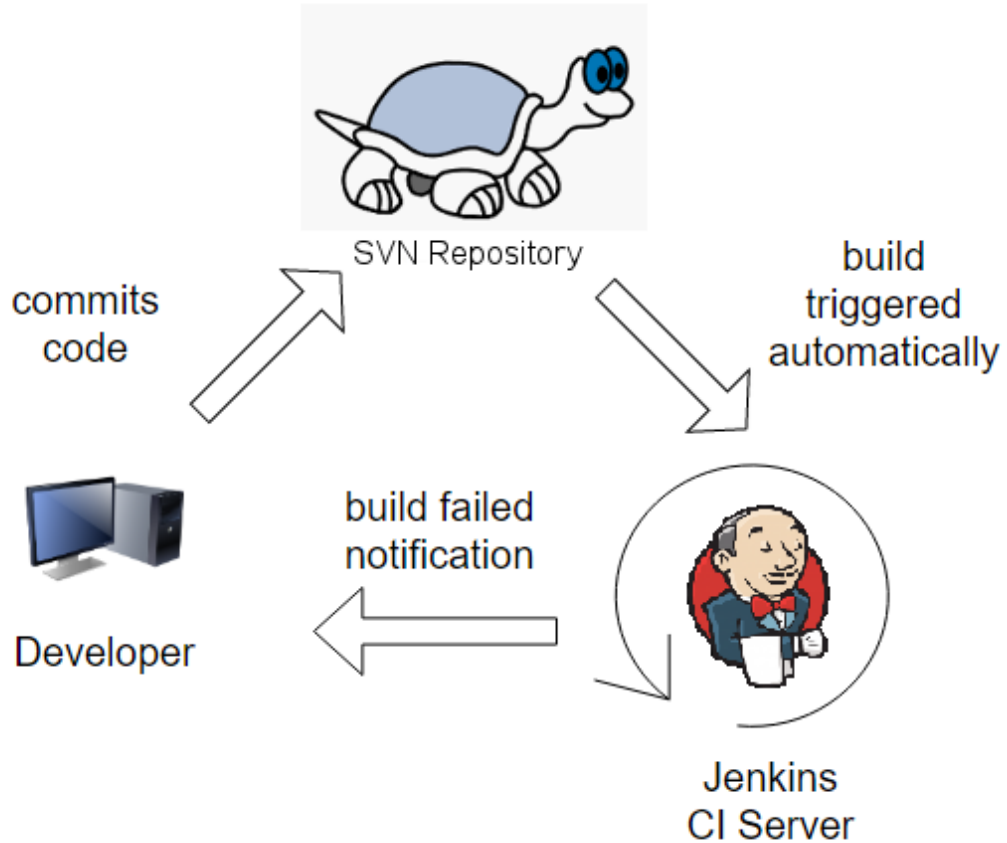 SVN Repository
commits
code
build
triggered
automatically
build failed
notification
Developer
Jenkins
CI Server